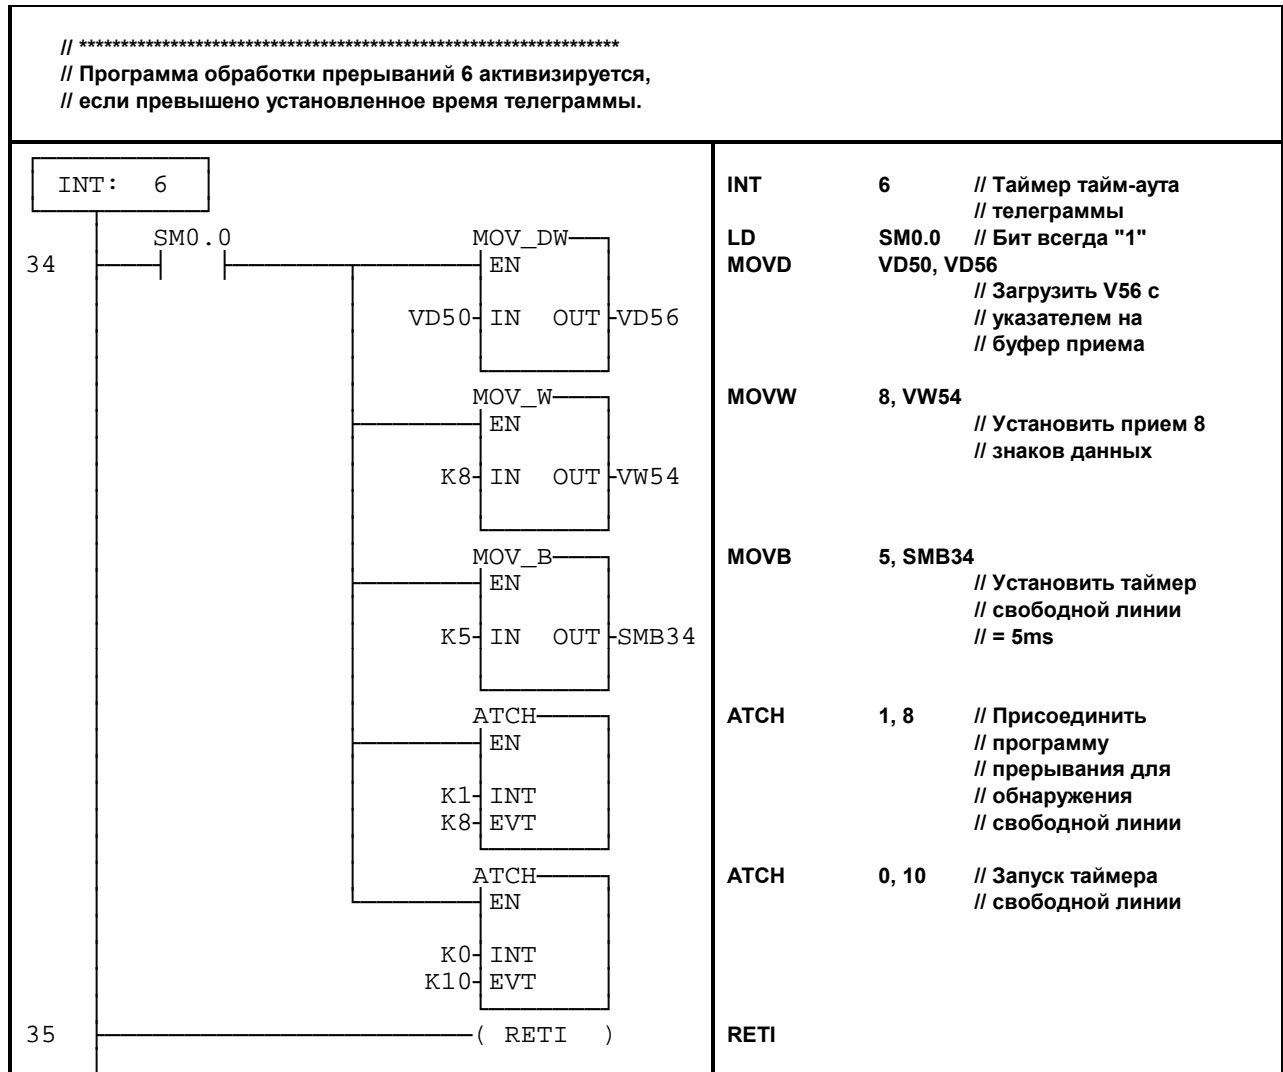 // *****************************************************************
// Программа обработки прерываний 6 активизируется,
// если превышено установленное время телеграммы.
INT: 6
34
SM0.0
MOV_DW
EN
VD50 IN OUT VD56
MOV_W
EN
K8 IN OUT VW54
MOV_B
EN
K5 IN OUT SMB34
ATCH
EN
K1 INT
K8 EVT
ATCH
EN
K0 INT
K10 EVT
35 ( RETI )
INT 6 // Таймер тайм-аута
// телеграммы
LD SM0.0 // Бит всегда "1"
MOVD VD50, VD56
// Загрузить V56 с
// указателем на
// буфер приема
MOVW 8, VW54
// Установить прием 8
// знаков данных
MOVB 5, SMB34
// Установить таймер
// свободной линии
// = 5ms
ATCH 1, 8 // Присоединить
// программу
// прерывания для
// обнаружения
// свободной линии
ATCH 0, 10 // Запуск таймера
// свободной линии
RETI